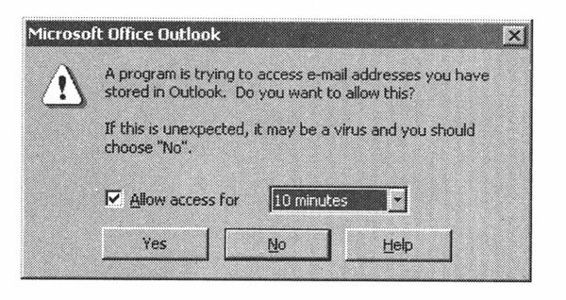 Microsoft Office Outlook
A program is trying to access e-mail addresses you have
stored in Outlook. Do you want to allow this?
If this is unexpected, it may be a virus and you should
choose "No".
Allow access for 10 minutes
Yes No Help